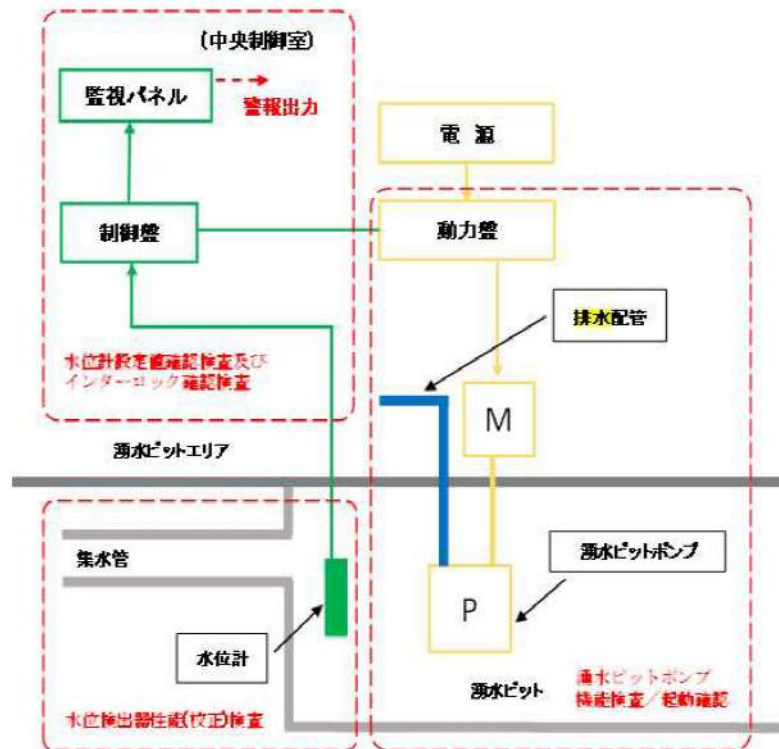 (中央制御室)
監視パネル
警報出力
電 源
制御盤
動力盤
排水配管
水位計設定値確認検査及び
インターロック確認検査
M
湧水ピットエリア
集水管
湧水ピットポンプ
P
水位計
湧水ピット
湧水ピットポンプ
機能検査／起動確認
水位検出器性能(校正)検査